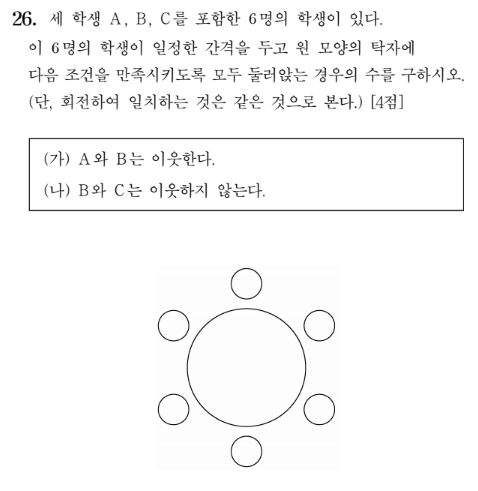 26. 세 학생 A, B, C를 포함한 6명의 학생이 있다.
이 6명의 학생이 일정한 간격을 두고 원 모양의 탁자에
다음 조건을 만족시키도록 모두 둘러앉는 경우의 수를 구하시오.
(단, 회전하여 일치하는 것은 같은 것으로 본다.) [4점]
(가) A와 B는 이웃한다.
(나) B와 C는 이웃하지 않는다.